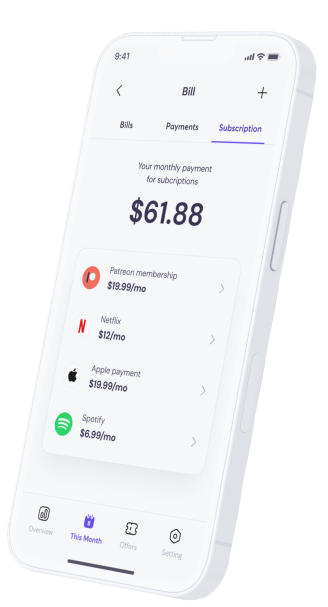 9:41
Bill
Bills Payments Subscription
Your monthly payment
for subcriptions
$61.88
Patreon membership
$19.99/mo
Netflix
$12/mo
Apple payment
$19.99/mo
Spotify
$6.99/mo
Overview This Month Offers Setting